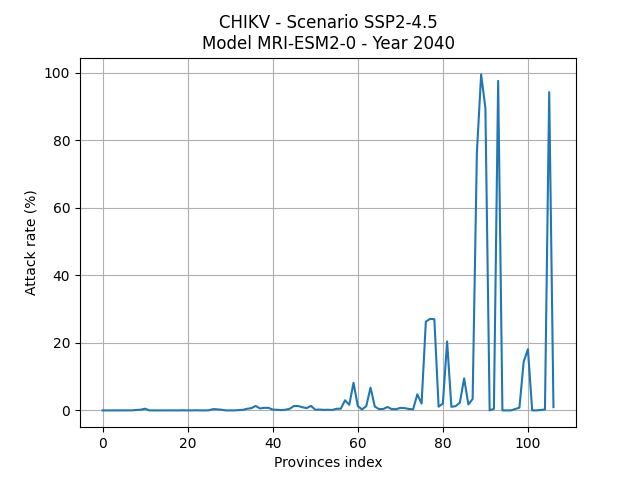 CHIKV - Scenario SSP2-4.5
Model MRI-ESM2-0 - Year 2040
100
80
60
40
20
0
Attack rate (%)
0 20 40 60 80 100
Provinces index